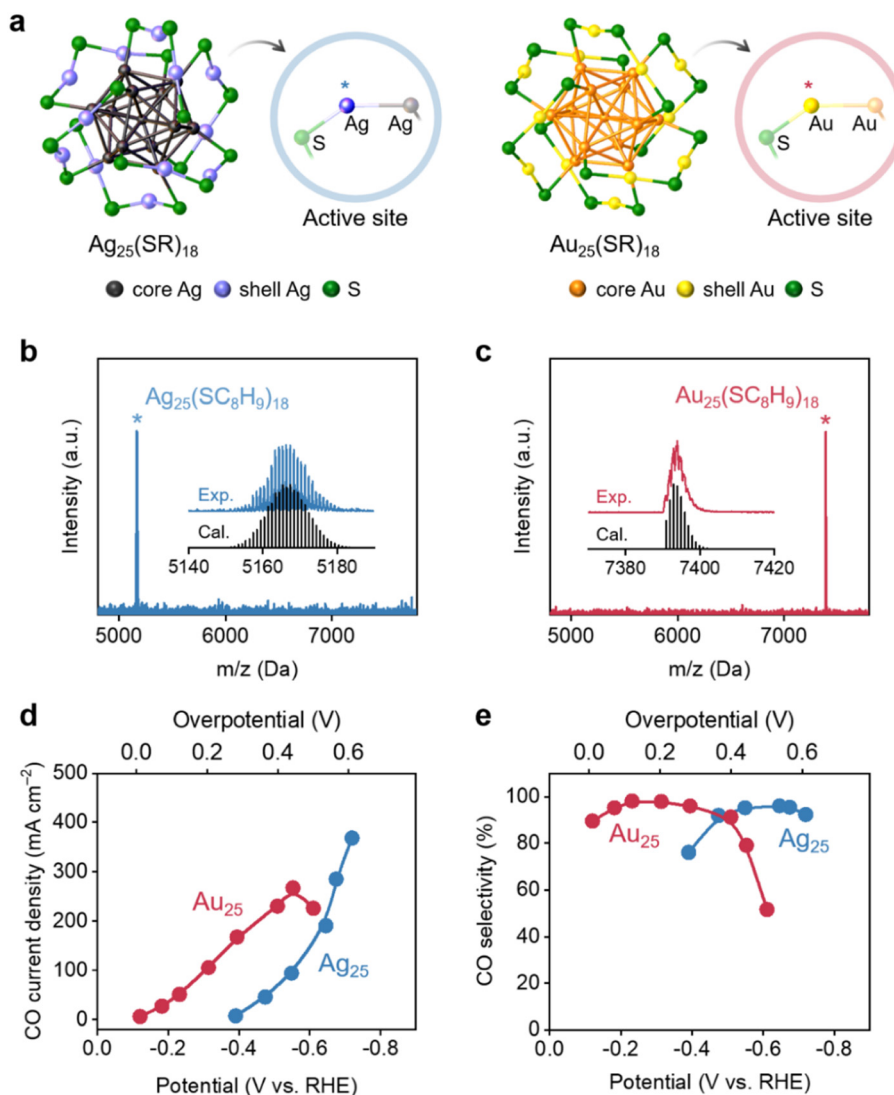 a
* Ag Ag S
Active site
Ag₂₅(SR)₁₈
core Ag shell Ag S
* Au Au S
Active site
Au₂₅(SR)₁₈
core Au shell Au S
b
Intensity (a.u.)
Ag₂₅(SC₈H₉)₁₈
*
Exp.
Cal.
5140 5160 5180
5000 6000 7000
m/z (Da)
c
Intensity (a.u.)
Au₂₅(SC₈H₉)₁₈
*
Exp.
Cal.
7380 7400 7420
5000 6000 7000
m/z (Da)
d
Overpotential (V)
0.0 0.2 0.4 0.6
CO current density (mA cm⁻²)
500
400
300
200
100
0
Au₂₅
Ag₂₅
0.0 -0.2 -0.4 -0.6 -0.8
Potential (V vs. RHE)
e
Overpotential (V)
0.0 0.2 0.4 0.6
CO selectivity (%)
100
80
60
40
20
0
Au₂₅
Ag₂₅
0.0 -0.2 -0.4 -0.6 -0.8
Potential (V vs. RHE)